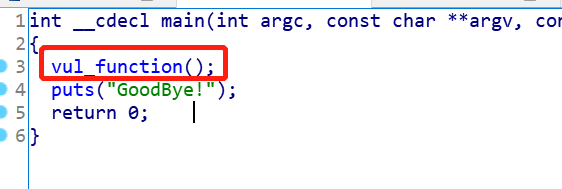 1 int __cdecl main(int argc, const char **argv, con
2 {
3 vul_function();
4 puts("GoodBye!");
5 return 0;
6 }